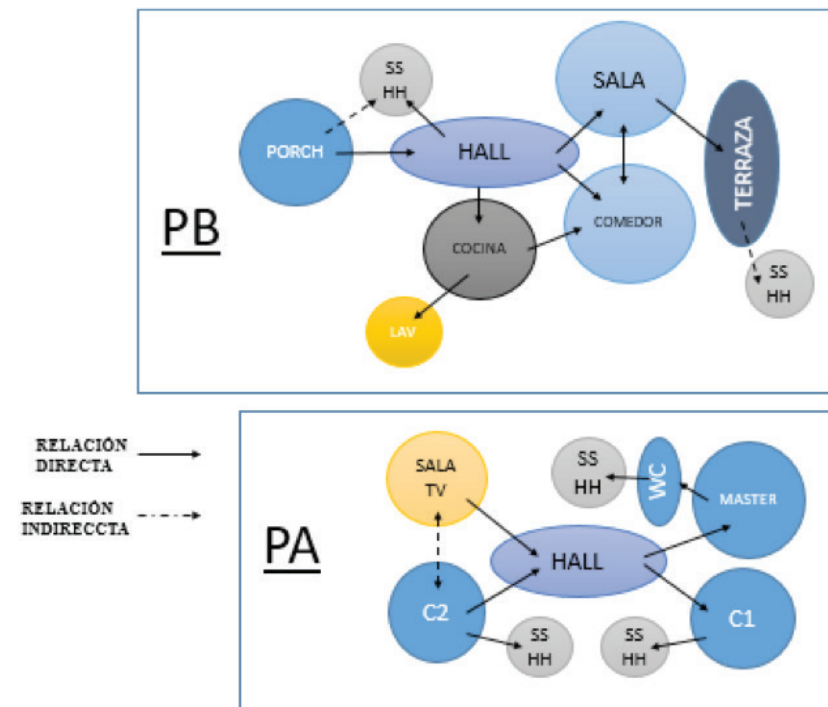 SS
HH
SALA
PORCH
HALL
TERRAZA
PB
COCINA
COMEDOR
SS
HH
LAV
RELACIÓN
DIRECTA
RELACIÓN
INDIRECCTA
SALA
TV
SS
HH
WC
MASTER
PA
HALL
C2
C1
SS
HH
SS
HH